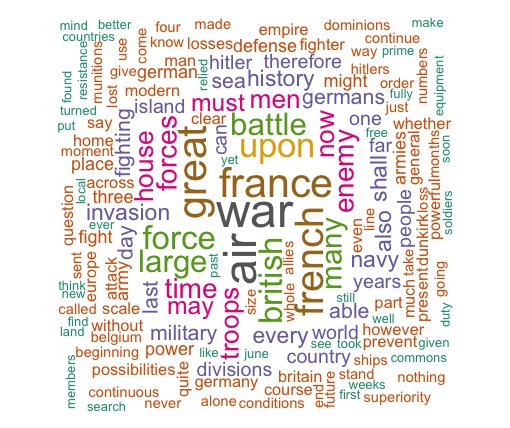 mind better four made empire dominions make
countries come know losses defense fighter continue
use hitler therefore way prime
munitions man
resistance give german sea history hitlers numbers
found lost relied might order fully equipment
turned modern island must men germans just
put say fighting house forces clear battle now one whether
home can great upon enemy far armies general
moment yet free soon
place france shall powerful months
local across three war people
question invasion air french also dunkirk loss soldiers
ever day force british many even line
fight large past allies navy
sent europe army attack time troops whole years much take present going
think last may size still able part
new called scale well duty
find without military every world however
land belgium power like june see took prevent given
beginning country ships commons
members possibilities divisions
quite germany britain stand nothing
continuous course end future weeks
search never alone conditions first superiority